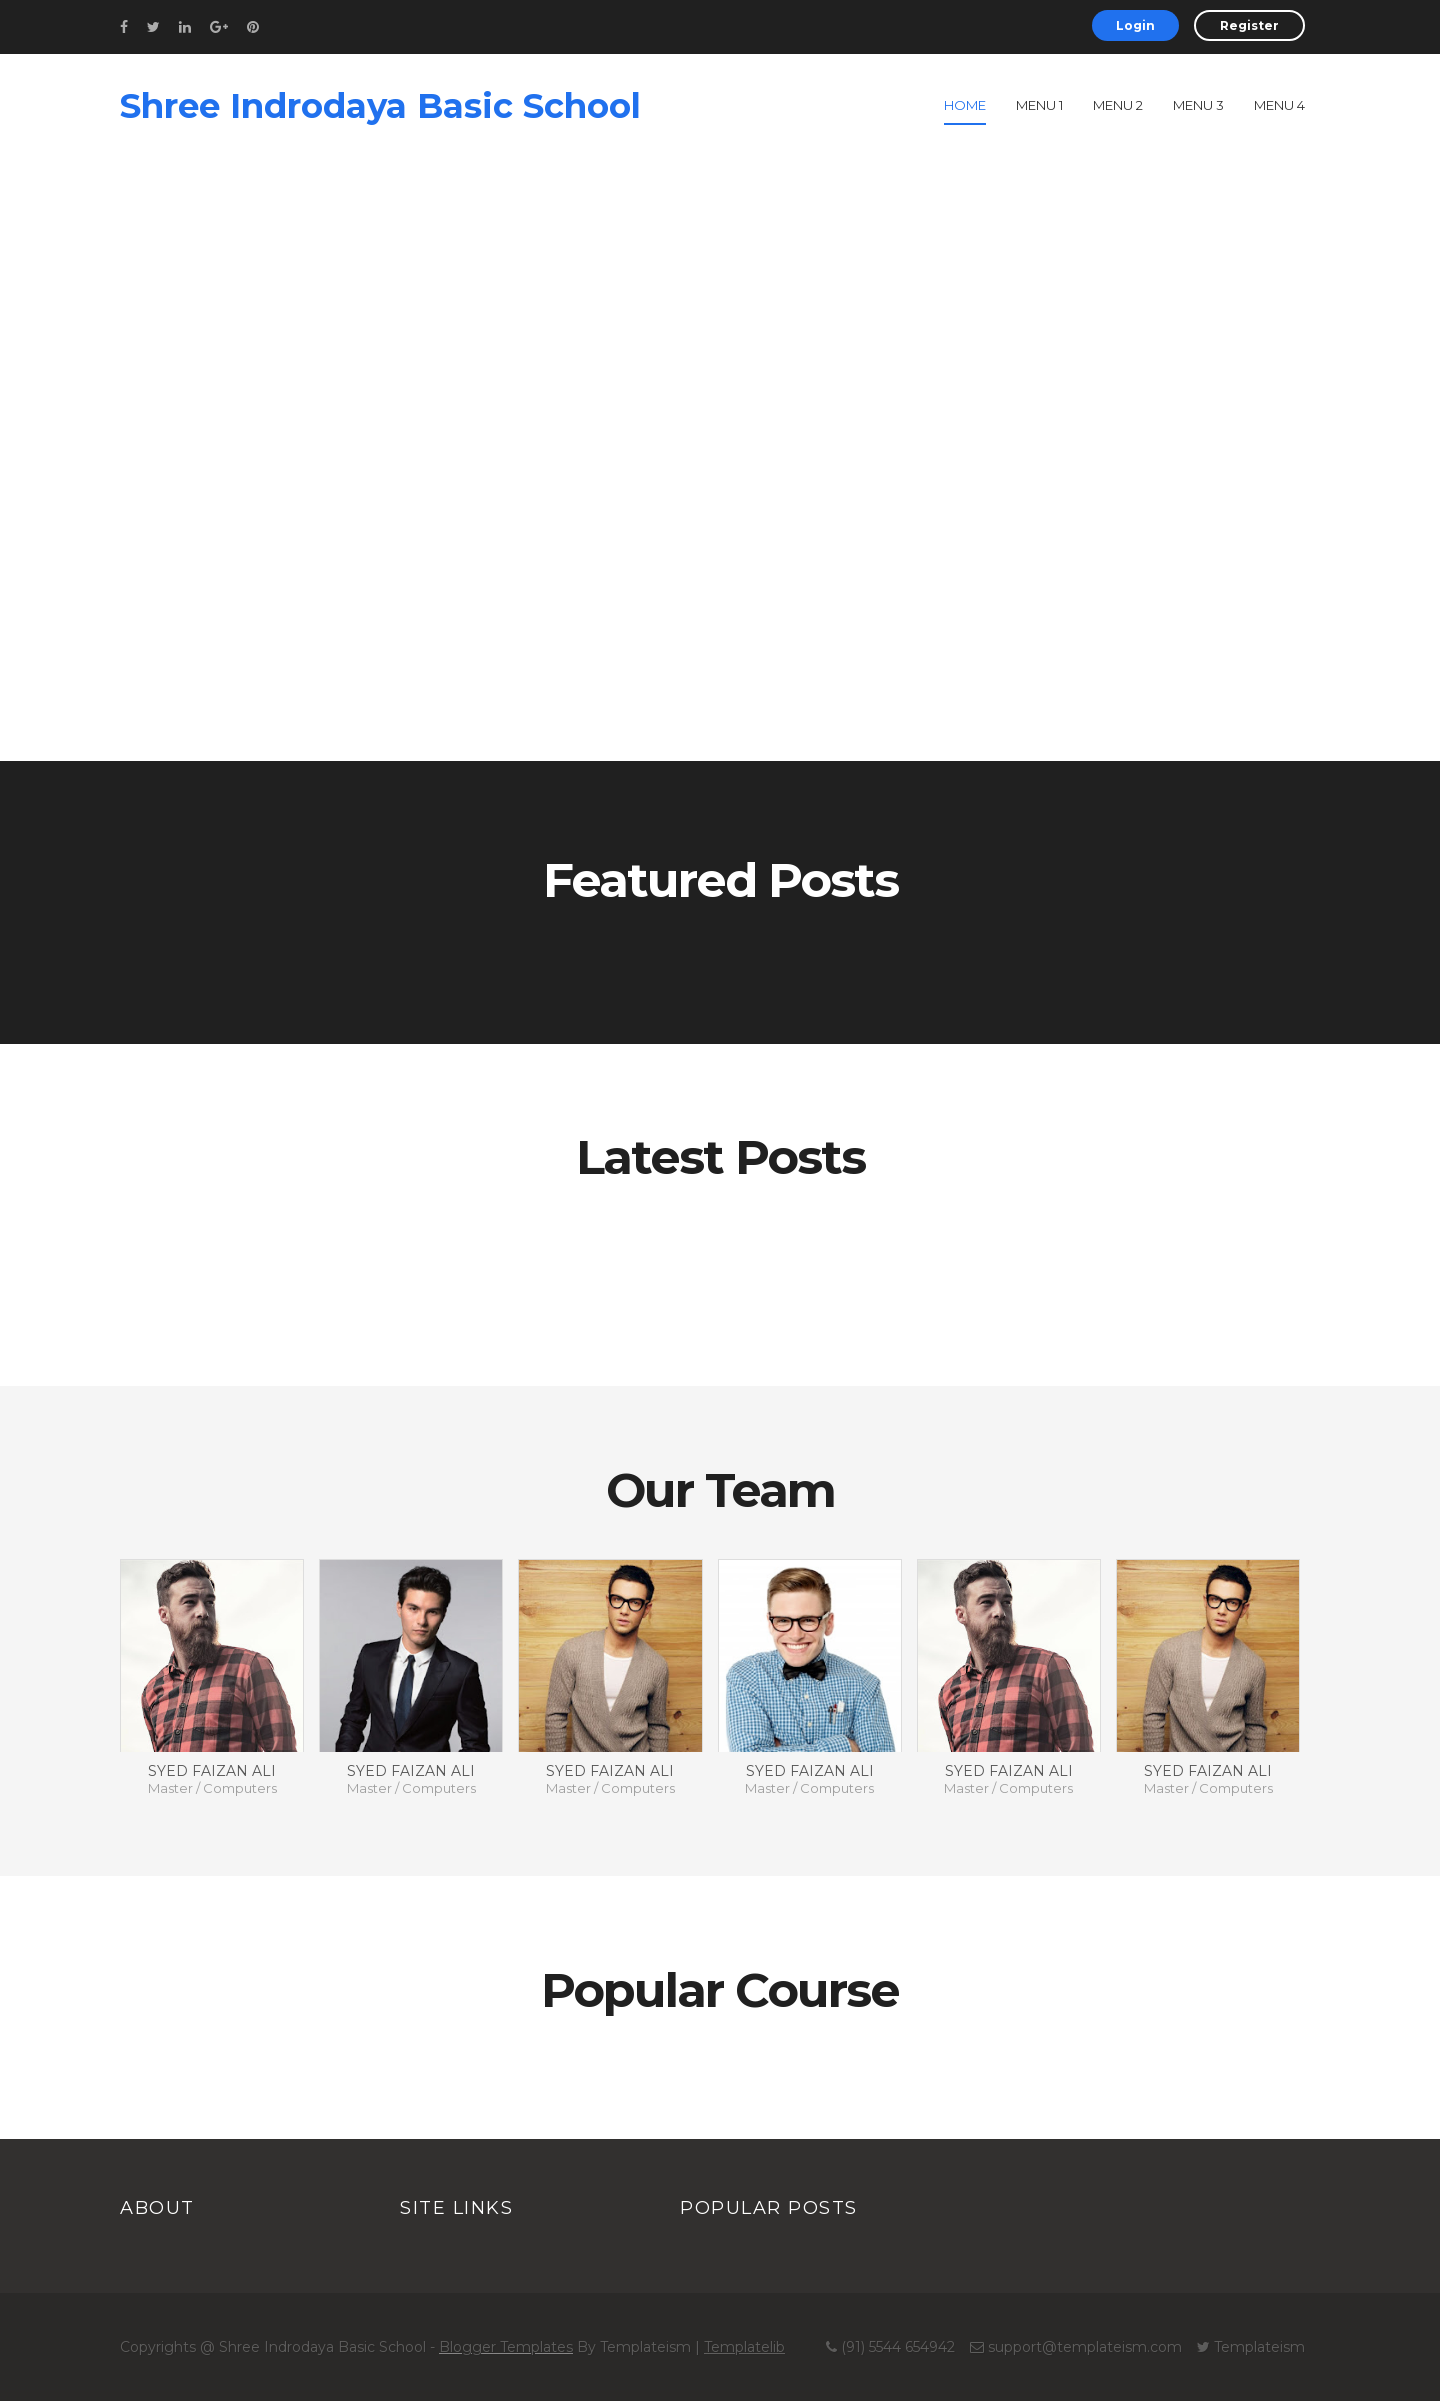 Login Register
Shree Indrodaya Basic School
HOME MENU 1 MENU 2 MENU 3 MENU 4
Featured Posts
Latest Posts
Our Team
SYED FAIZAN ALI SYED FAIZAN ALI SYED FAIZAN ALI SYED FAIZAN ALI SYED FAIZAN ALI SYED FAIZAN ALI
Master / Computers Master / Computers Master / Computers Master / Computers Master / Computers Master / Computers
Popular Course
ABOUT SITE LINKS POPULAR POSTS
Copyrights @ Shree Indrodaya Basic School - Blogger Templates By Templateism | Templatelib (91) 5544 654942 support@templateism.com Templateism